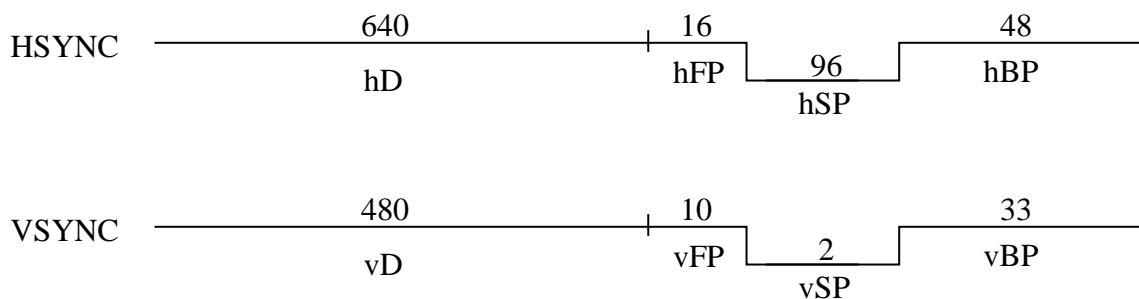 640 16 48
HSYNC 96
hD hFP hBP
hSP
480 10 33
VSYNC 2
vD vFP vBP
vSP